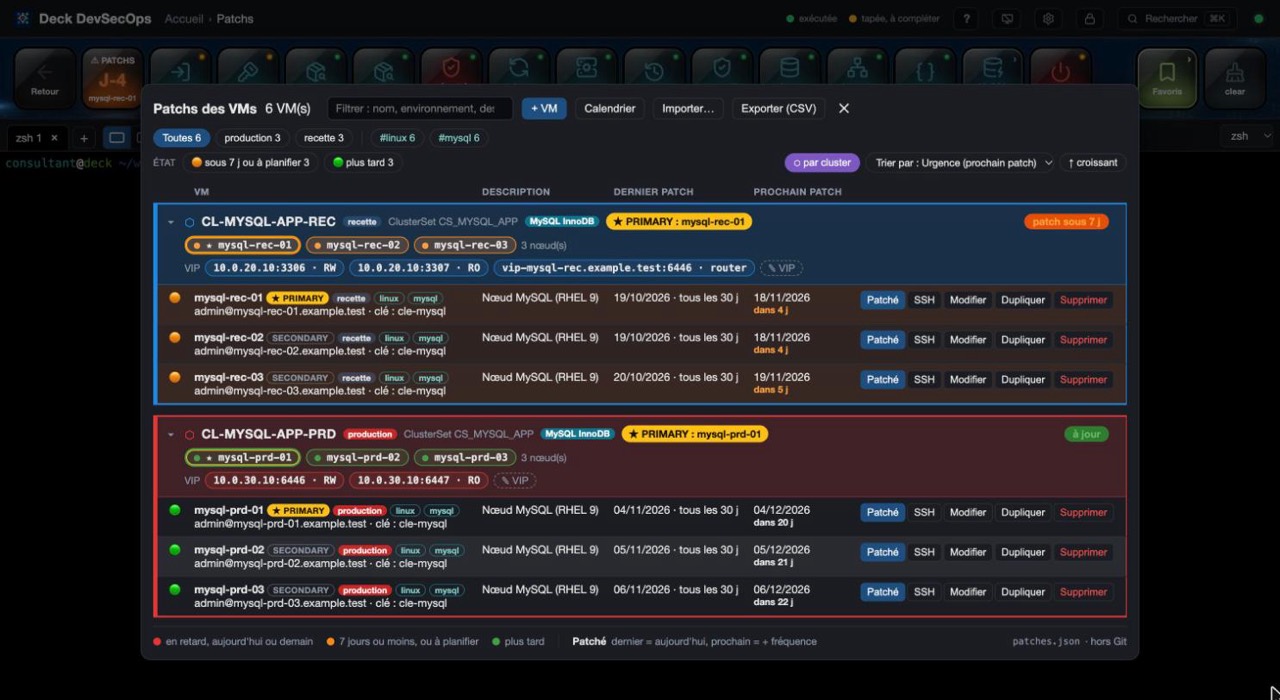 Deck DevSecOps Accueil › Patchs
exécutée tapée, à compléter ? Rechercher ⌘K
Retour
⚠ PATCHS
J-4
mysql-rec-01
Favoris
clear
zsh 1 × +
zsh
consultant@deck
Patchs des VMs 6 VM(s) Filtrer : nom, environnement, de + VM Calendrier Importer… Exporter (CSV) ✕
Toutes 6 production 3 recette 3 #linux 6 #mysql 6
ÉTAT sous 7 j ou à planifier 3 plus tard 3 par cluster Trier par : Urgence (prochain patch) ↑ croissant
VM DESCRIPTION DERNIER PATCH PROCHAIN PATCH
CL-MYSQL-APP-REC recette ClusterSet CS_MYSQL_APP MySQL InnoDB ★ PRIMARY : mysql-rec-01 patch sous 7 j
★ mysql-rec-01 mysql-rec-02 mysql-rec-03 3 nœud(s)
VIP 10.0.20.10:3306 · RW 10.0.20.10:3307 · RO vip-mysql-rec.example.test:6446 · router ✎ VIP
mysql-rec-01 ★ PRIMARY recette linux mysql Nœud MySQL (RHEL 9) 19/10/2026 · tous les 30 j 18/11/2026 Patché SSH Modifier Dupliquer Supprimer
admin@mysql-rec-01.example.test · clé : cle-mysql dans 4 j
mysql-rec-02 SECONDARY recette linux mysql Nœud MySQL (RHEL 9) 19/10/2026 · tous les 30 j 18/11/2026 Patché SSH Modifier Dupliquer Supprimer
admin@mysql-rec-02.example.test · clé : cle-mysql dans 4 j
mysql-rec-03 SECONDARY recette linux mysql Nœud MySQL (RHEL 9) 20/10/2026 · tous les 30 j 19/11/2026 Patché SSH Modifier Dupliquer Supprimer
admin@mysql-rec-03.example.test · clé : cle-mysql dans 5 j
CL-MYSQL-APP-PRD production ClusterSet CS_MYSQL_APP MySQL InnoDB ★ PRIMARY : mysql-prd-01 à jour
★ mysql-prd-01 mysql-prd-02 mysql-prd-03 3 nœud(s)
VIP 10.0.30.10:6446 · RW 10.0.30.10:6447 · RO ✎ VIP
mysql-prd-01 ★ PRIMARY production linux mysql Nœud MySQL (RHEL 9) 04/11/2026 · tous les 30 j 04/12/2026 Patché SSH Modifier Dupliquer Supprimer
admin@mysql-prd-01.example.test · clé : cle-mysql dans 20 j
mysql-prd-02 SECONDARY production linux mysql Nœud MySQL (RHEL 9) 05/11/2026 · tous les 30 j 05/12/2026 Patché SSH Modifier Dupliquer Supprimer
admin@mysql-prd-02.example.test · clé : cle-mysql dans 21 j
mysql-prd-03 SECONDARY production linux mysql Nœud MySQL (RHEL 9) 06/11/2026 · tous les 30 j 06/12/2026 Patché SSH Modifier Dupliquer Supprimer
admin@mysql-prd-03.example.test · clé : cle-mysql dans 22 j
en retard, aujourd'hui ou demain 7 jours ou moins, ou à planifier plus tard Patché dernier = aujourd'hui, prochain = + fréquence patches.json · hors Git